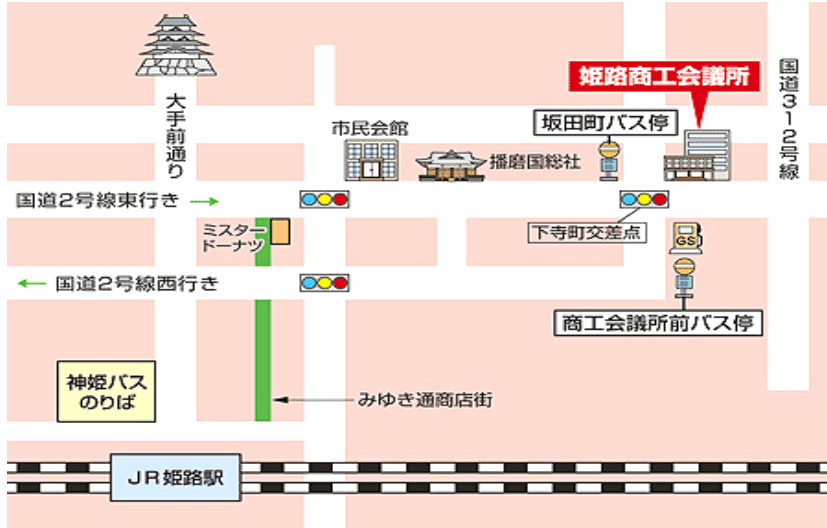 姫路商工会議所
国道312号線
大手前通り
坂田町バス停
市民会館
播磨国総社
国道2号線東行き
ミスター
ドーナツ
下寺町交差点
GS
国道2号線西行き
商工会議所前バス停
神姫バス
のりば
みゆき通商店街
JR姫路駅